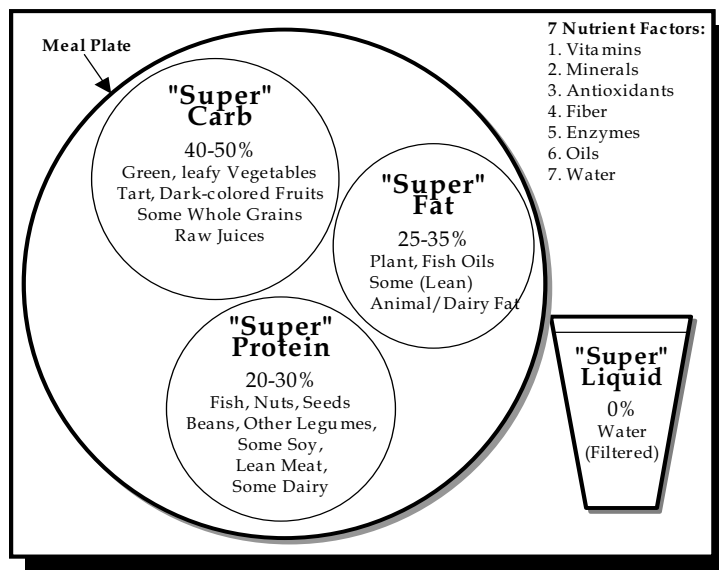 Meal Plate
"Super"
Carb
40-50%
Green, leafy Vegetables
Tart, Dark-colored Fruits
Some Whole Grains
Raw Juices
"Super"
Fat
25-35%
Plant, Fish Oils
Some (Lean)
Animal/Dairy Fat
"Super"
Protein
20-30%
Fish, Nuts, Seeds
Beans, Other Legumes,
Some Soy,
Lean Meat,
Some Dairy
7 Nutrient Factors:
1. Vitamins
2. Minerals
3. Antioxidants
4. Fiber
5. Enzymes
6. Oils
7. Water
"Super"
Liquid
0%
Water
(Filtered)